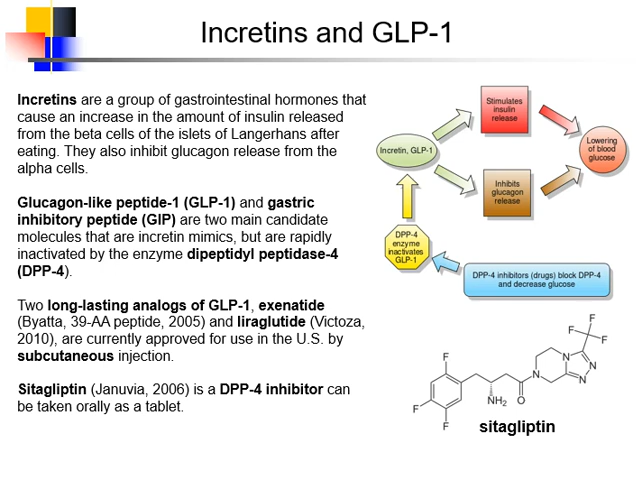 Incretins and GLP-1
Incretins are a group of gastrointestinal hormones that
cause an increase in the amount of insulin released
from the beta cells of the islets of Langerhans after
eating. They also inhibit glucagon release from the
alpha cells.
Glucagon-like peptide-1 (GLP-1) and gastric
inhibitory peptide (GIP) are two main candidate
molecules that are incretin mimics, but are rapidly
inactivated by the enzyme dipeptidyl peptidase-4
(DPP-4).
Two long-lasting analogs of GLP-1, exenatide
(Byatta, 39-AA peptide, 2005) and liraglutide (Victoza,
2010), are currently approved for use in the U.S. by
subcutaneous injection.
Sitagliptin (Januvia, 2006) is a DPP-4 inhibitor can
be taken orally as a tablet.
Stimulates
insulin
release
Incretin, GLP-1
Lowering
of blood
glucose
Inhibits
glucagon
release
DPP-4
enzyme
inactivates
GLP-1
DPP-4 inhibitors (drugs) block DPP-4
and decrease glucose
F
F
F
F
N
N
N
N
F
F
NH2
O
sitagliptin